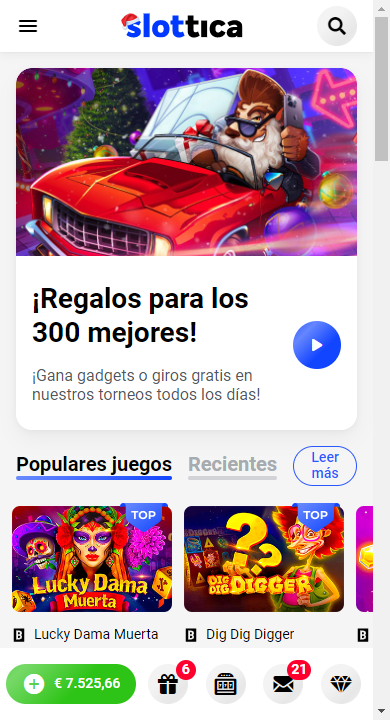 slottica
¡Regalos para los
300 mejores!
¡Gana gadgets o giros gratis en
nuestros torneos todos los días!
Populares juegos
Recientes
Leer
más
TOP
TOP
LUCKY DAMA
MUERTA
DIG DIG
DIGGER
Lucky Dama Muerta
Dig Dig Digger
€ 7.525,66
6
21